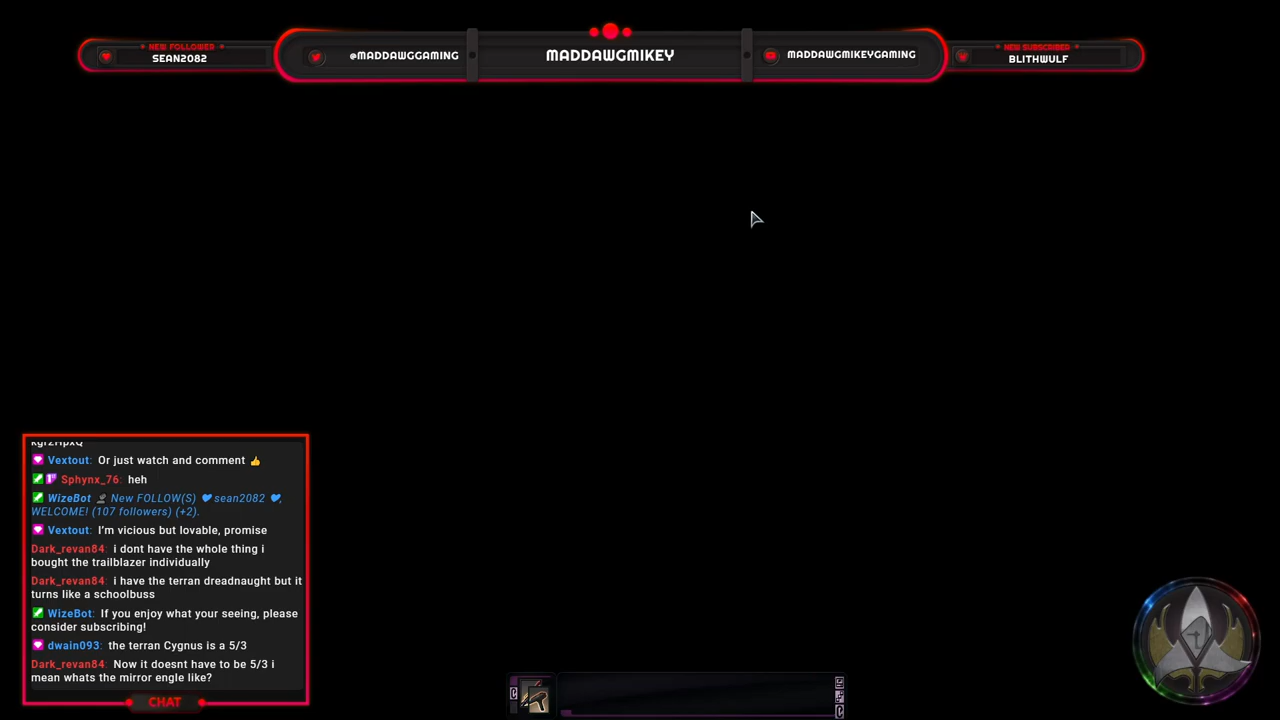 NEW FOLLOWER
SEAN2082
@MADDAWGGAMING
MADDAWGMIKEY
MADDAWGMIKEYGAMING
NEW SUBSCRIBER
BLITHWULF
Vextout: Or just watch and comment 👍
Sphynx_76: heh
WizeBot New FOLLOW(S) sean2082 ,
WELCOME! (107 followers) (+2).
Vextout: I'm vicious but lovable, promise
Dark_revan84: i dont have the whole thing i
bought the trailblazer individually
Dark_revan84: i have the terran dreadnaught but it
turns like a schoolbuss
WizeBot: If you enjoy what your seeing, please
consider subscribing!
dwain093: the terran Cygnus is a 5/3
Dark_revan84: Now it doesnt have to be 5/3 i
mean whats the mirror engle like?
CHAT